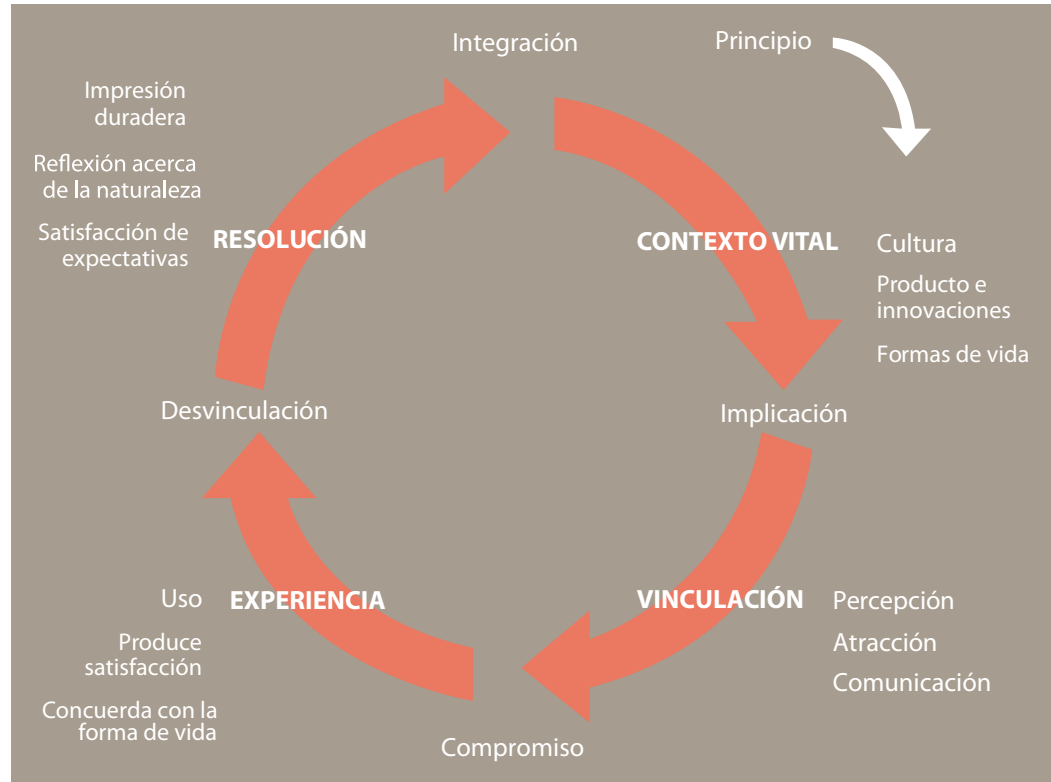 Integración
Principio
Impresión
duradera
Reflexión acerca
de la naturaleza
Satisfacción de
expectativas
RESOLUCIÓN
CONTEXTO VITAL
Cultura
Producto e
innovaciones
Formas de vida
Desvinculación
Implicación
Uso
EXPERIENCIA
Produce
satisfacción
Concuerda con la
forma de vida
VINCULACIÓN
Percepción
Atracción
Comunicación
Compromiso